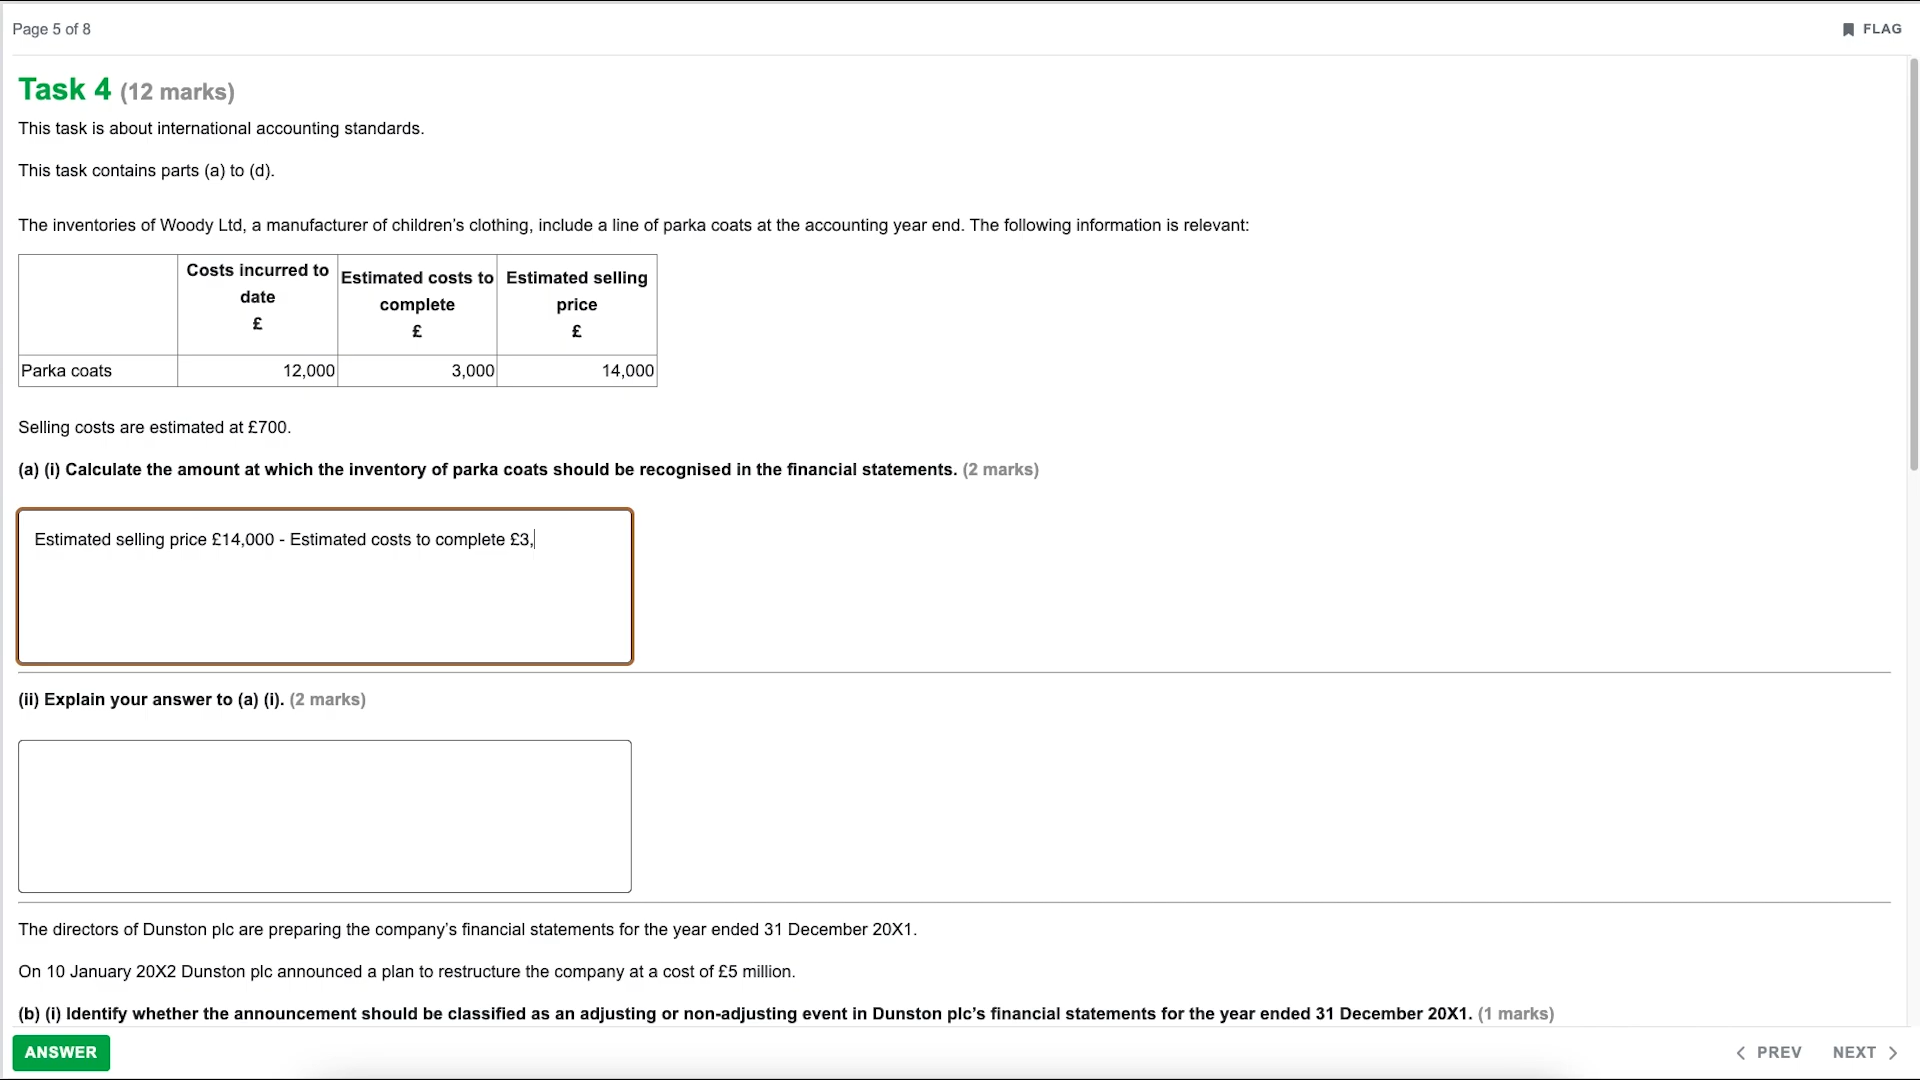 Page 5 of 8
FLAG
Task 4 (12 marks)
This task is about international accounting standards.
This task contains parts (a) to (d).
The inventories of Woody Ltd, a manufacturer of children's clothing, include a line of parka coats at the accounting year end. The following information is relevant:
Costs incurred to date £
Estimated costs to complete £
Estimated selling price £
Parka coats 12,000 3,000 14,000
Selling costs are estimated at £700.
(a) (i) Calculate the amount at which the inventory of parka coats should be recognised in the financial statements. (2 marks)
Estimated selling price £14,000 - Estimated costs to complete £3,
(ii) Explain your answer to (a) (i). (2 marks)
The directors of Dunston plc are preparing the company's financial statements for the year ended 31 December 20X1.
On 10 January 20X2 Dunston plc announced a plan to restructure the company at a cost of £5 million.
(b) (i) Identify whether the announcement should be classified as an adjusting or non-adjusting event in Dunston plc's financial statements for the year ended 31 December 20X1. (1 marks)
ANSWER
PREV
NEXT